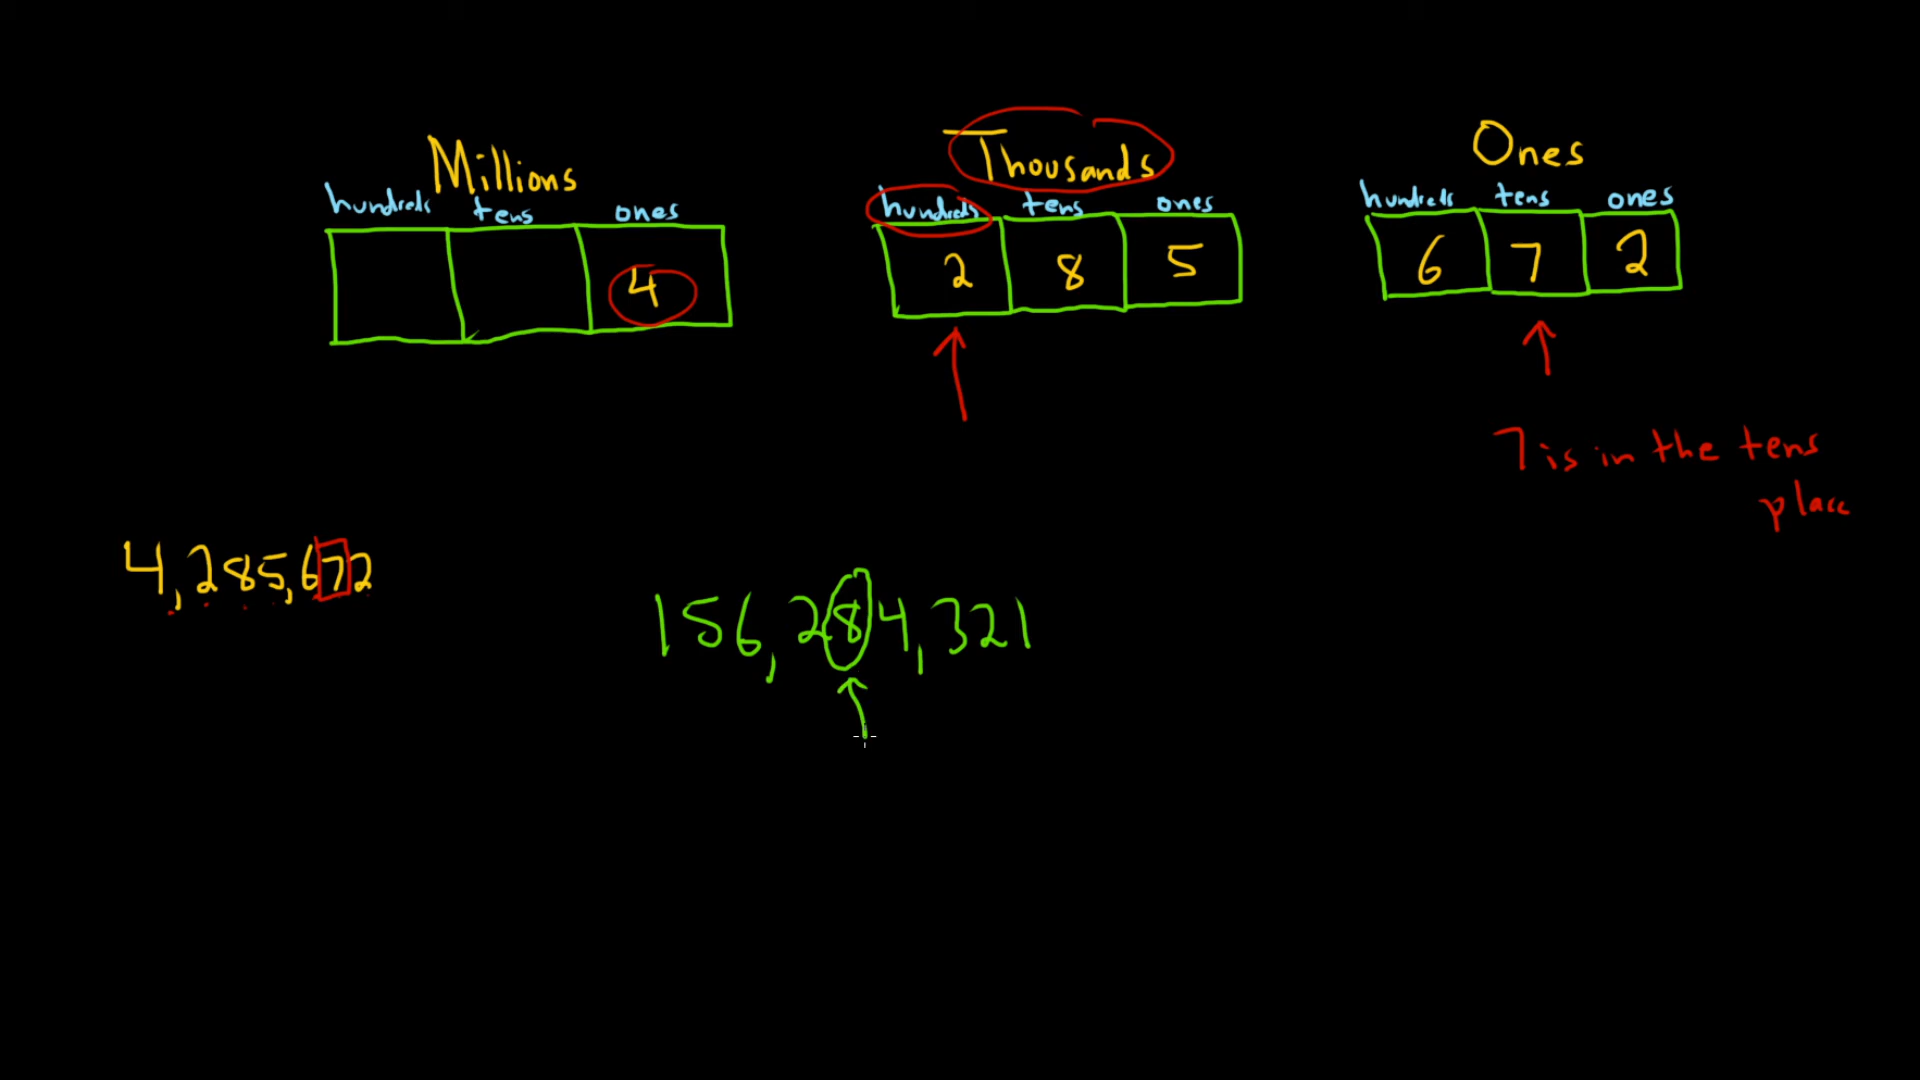 Millions Thousands Ones
hundreds tens ones hundreds tens ones hundreds tens ones
4 2 8 5 6 7 2
7 is in the tens
place
4,285,672
156,284,321